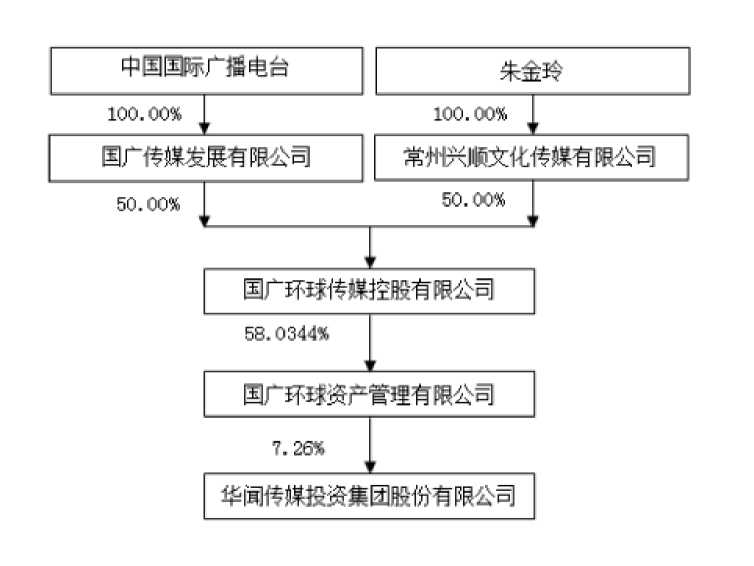 中国国际广播电台
朱金玲
100.00%
100.00%
国广传媒发展有限公司
常州兴顺文化传媒有限公司
50.00%
50.00%
国广环球传媒控股有限公司
58.0344%
国广环球资产管理有限公司
7.26%
华闻传媒投资集团股份有限公司